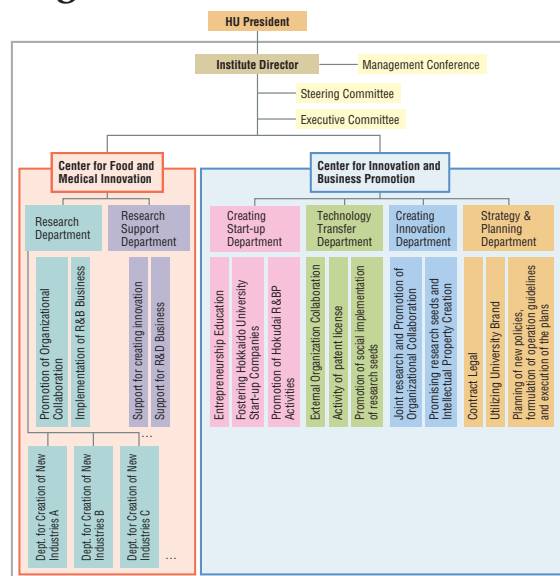 HU President
Institute Director
Management Conference
Steering Committee
Executive Committee
Center for Food and
Medical Innovation
Center for Innovation and
Business Promotion
Research
Department
Research
Support
Department
Creating
Start-up
Department
Technology
Transfer
Department
Creating
Innovation
Department
Strategy &
Planning
Department
Promotion of Organizational
Collaboration
Implementation of R&B Business
Support for creating innovation
Support for R&D Business
...
Entrepreneurship Education
Fostering Hokkaido University
Start-up Companies
Promotion of Hokudai R&BP
Activities
External Organization Collaboration
Activity of patent license
Promotion of social implementation
of research seeds
Joint research and Promotion of
Organizational Collaboration
Promising research seeds and
Intellectual Property Creation
Contract Legal
Utilizing University Brand
Planning of new policies,
formulation of operation guidelines
and execution of the plans
Dept. for Creation of New
Industries A
Dept. for Creation of New
Industries B
Dept. for Creation of New
Industries C
...